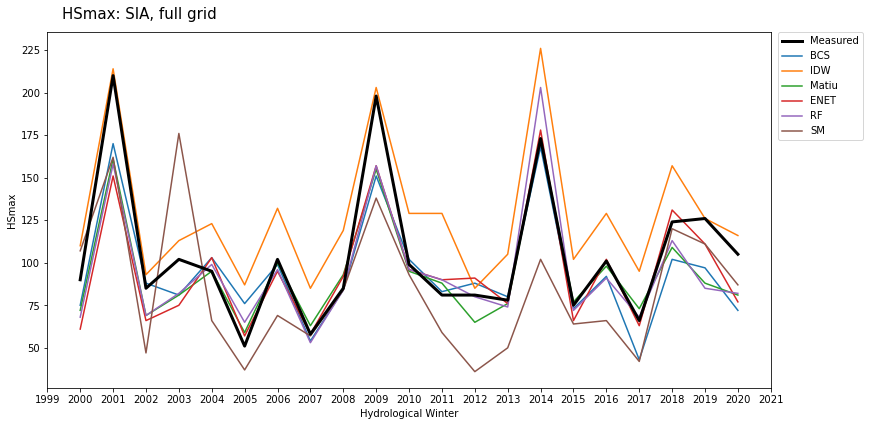 HSmax: SIA, full grid
225
200
175
150
125
100
75
50
HSmax
1999 2000 2001 2002 2003 2004 2005 2006 2007 2008 2009 2010 2011 2012 2013 2014 2015 2016 2017 2018 2019 2020 2021
Hydrological Winter
Measured
BCS
IDW
Matiu
ENET
RF
SM